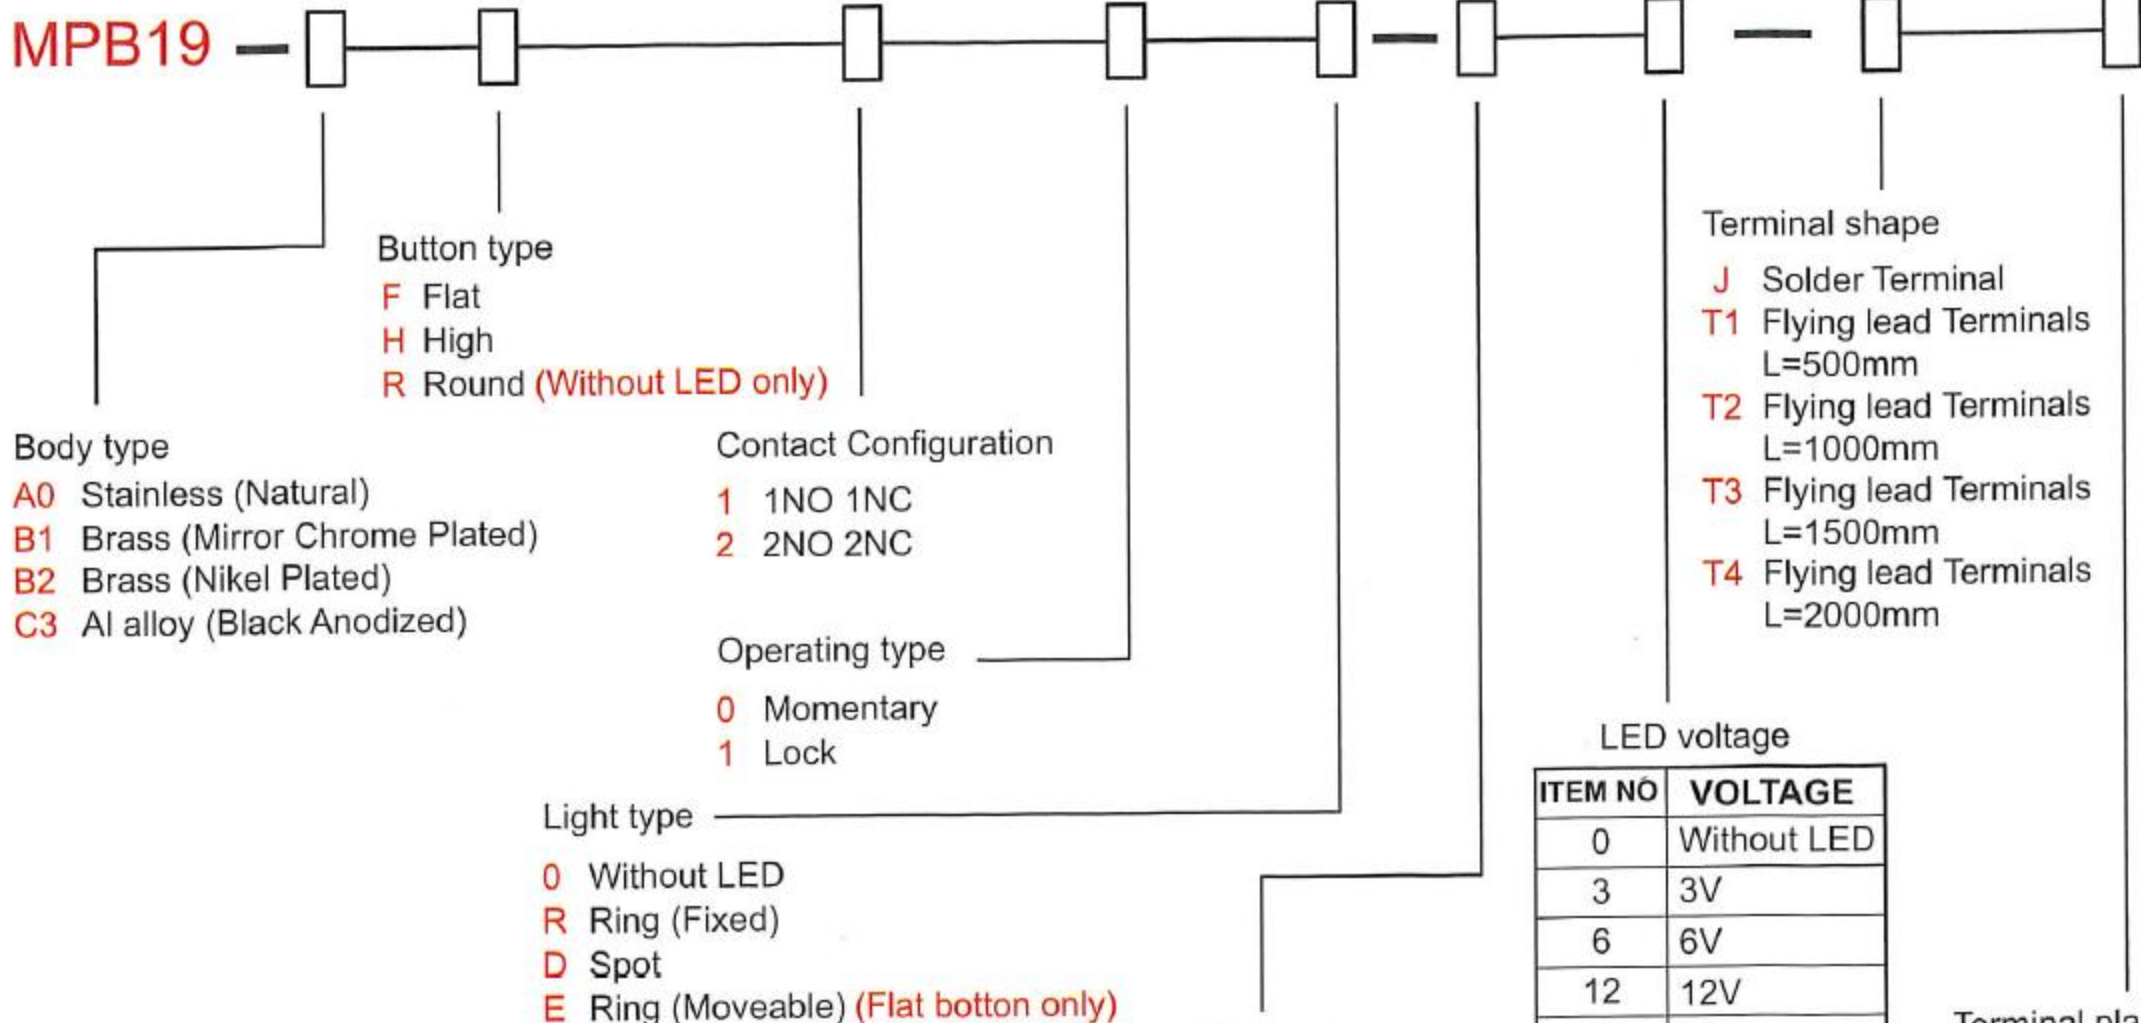 MPB19
Button type
F Flat
H High
R Round (Without LED only)
Body type
A0 Stainless (Natural)
B1 Brass (Mirror Chrome Plated)
B2 Brass (Nikel Plated)
C3 Al alloy (Black Anodized)
Contact Configuration
1 1NO 1NC
2 2NO 2NC
Operating type
0 Momentary
1 Lock
Light type
0 Without LED
R Ring (Fixed)
D Spot
E Ring (Moveable) (Flat botton only)
Terminal shape
J Solder Terminal
T1 Flying lead Terminals
L=500mm
T2 Flying lead Terminals
L=1000mm
T3 Flying lead Terminals
L=1500mm
T4 Flying lead Terminals
L=2000mm
LED voltage
ITEM NO VOLTAGE
0 Without LED
3 3V
6 6V
12 12V
Terminal